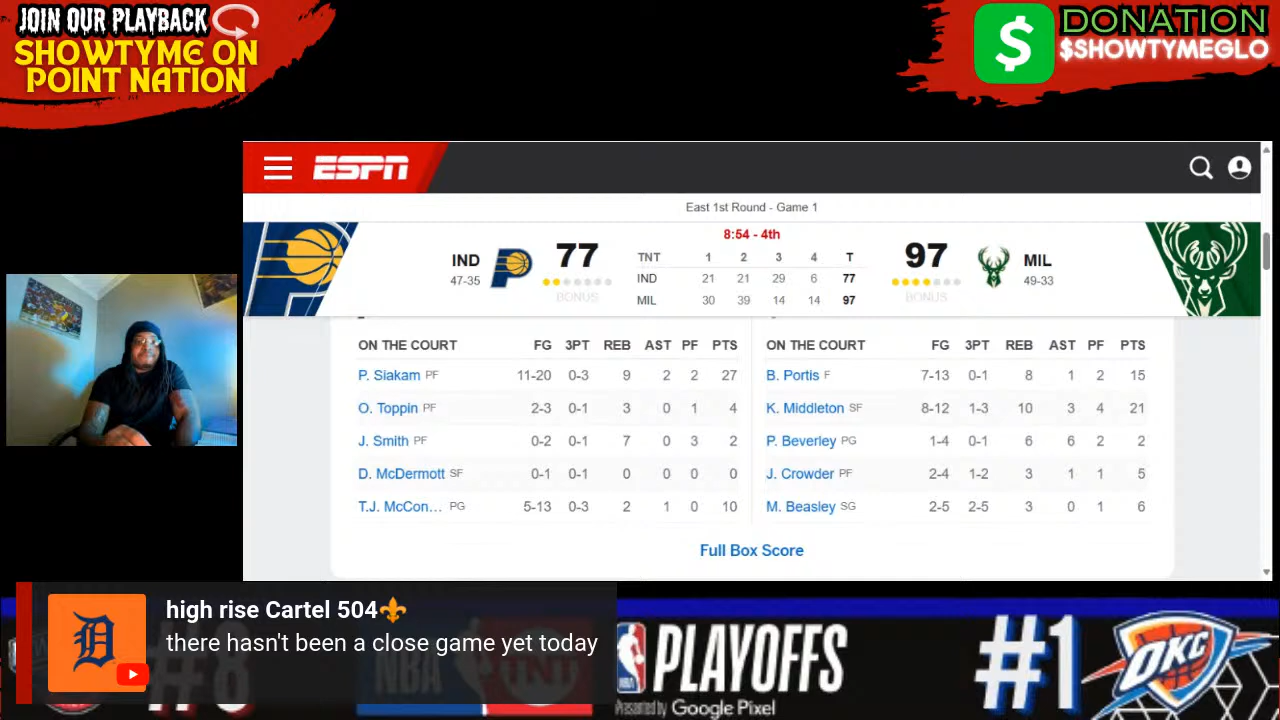 JOIN OUR PLAYBACK
SHOWTYME ON
POINT NATION
DONATION
$SHOWTYMEGLO
ESPN
East 1st Round - Game 1
8:54 - 4th
IND
47-35
77
BONUS
TNT 1 2 3 4 T
IND 21 21 29 6 77
MIL 30 39 14 14 97
97
BONUS
MIL
49-33
ON THE COURT FG 3PT REB AST PF PTS
P. Siakam PF 11-20 0-3 9 2 2 27
O. Toppin PF 2-3 0-1 3 0 1 4
J. Smith PF 0-2 0-1 7 0 3 2
D. McDermott SF 0-1 0-1 0 0 0 0
T.J. McCon... PG 5-13 0-3 2 1 0 10
ON THE COURT FG 3PT REB AST PF PTS
B. Portis F 7-13 0-1 8 1 2 15
K. Middleton SF 8-12 1-3 10 3 4 21
P. Beverley PG 1-4 0-1 6 6 2 2
J. Crowder PF 2-4 1-2 3 1 1 5
M. Beasley SG 2-5 2-5 3 0 1 6
Full Box Score
high rise Cartel 504⚜
there hasn't been a close game yet today
D
#8
NBA
TNT
NBA
PLAYOFFS
Presented by Google Pixel
#1
OKC